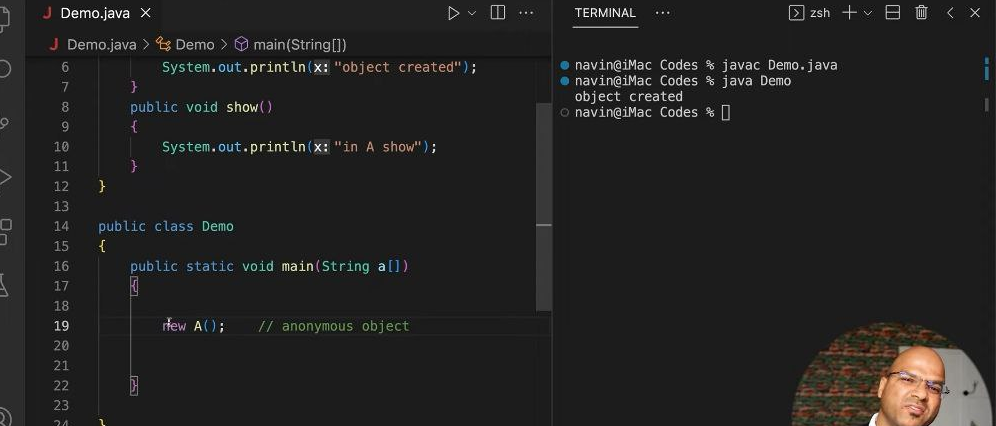 Demo.java
Demo.java > Demo > main(String[])
6 System.out.println(x: "object created");
7 }
8 public void show()
9 {
10 System.out.println(x: "in A show");
11 }
12 }
13
14 public class Demo
15 {
16 public static void main(String a[])
17 {
18
19 new A(); // anonymous object
20
21
22 }
23
24 }
TERMINAL
zsh
navin@iMac Codes % javac Demo.java
navin@iMac Codes % java Demo
object created
navin@iMac Codes %